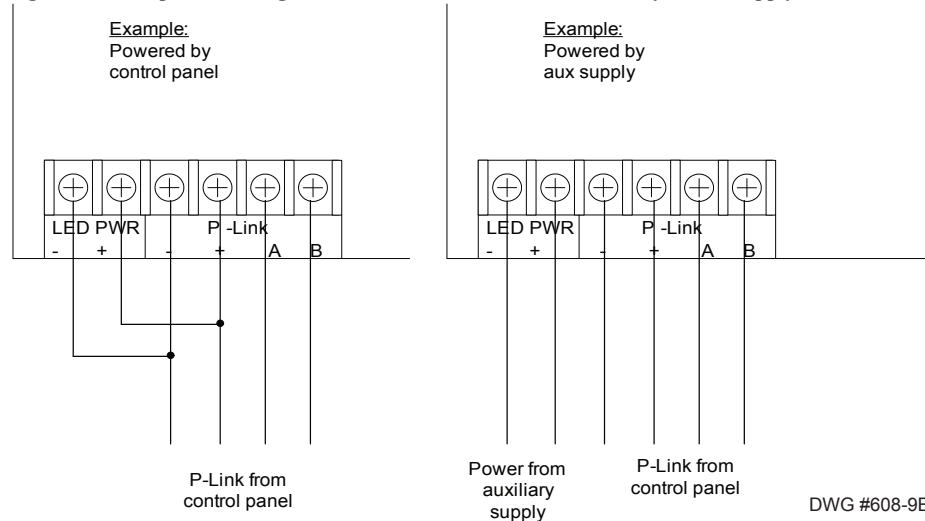 Example:
Powered by
control panel
LED PWR P -Link
- + - + A B
P-Link from
control panel
Example:
Powered by
aux supply
LED PWR P -Link
- + - + A B
Power from
auxiliary
supply
P-Link from
control panel
DWG #608-9B